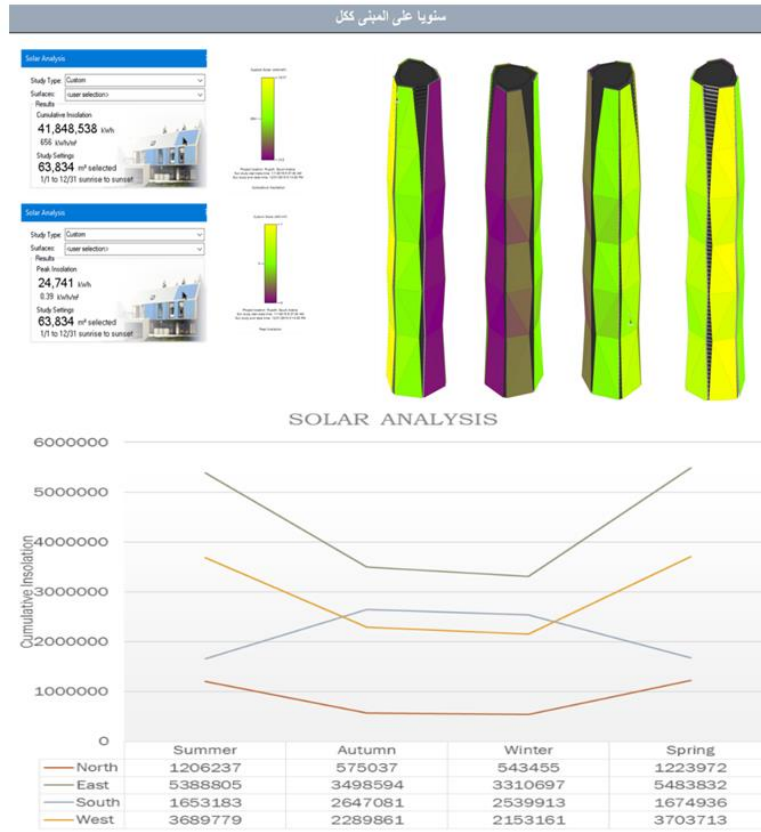 سنويا على المبنى ككل
Solar Analysis
Study Type: Custom
Surfaces: <user selection>
Results
Cumulative Insolation
41,848,538 kWh
656 kWh/m²
Study Settings
63,834 m² selected
1/1 to 12/31 sunrise to sunset
Cumulative Insolation
Solar Analysis
Study Type: Custom
Surfaces: <user selection>
Results
Peak Insolation
24,741 kWh
0.39 kWh/m²
Study Settings
63,834 m² selected
1/1 to 12/31 sunrise to sunset
Peak Insolation
SOLAR ANALYSIS
Cumulative Insolation
6000000
5000000
4000000
3000000
2000000
1000000
0
Summer Autumn Winter Spring
North 1206237 575037 543455 1223972
East 5388805 3498594 3310697 5483832
South 1653183 2647081 2539913 1674936
West 3689779 2289861 2153161 3703713